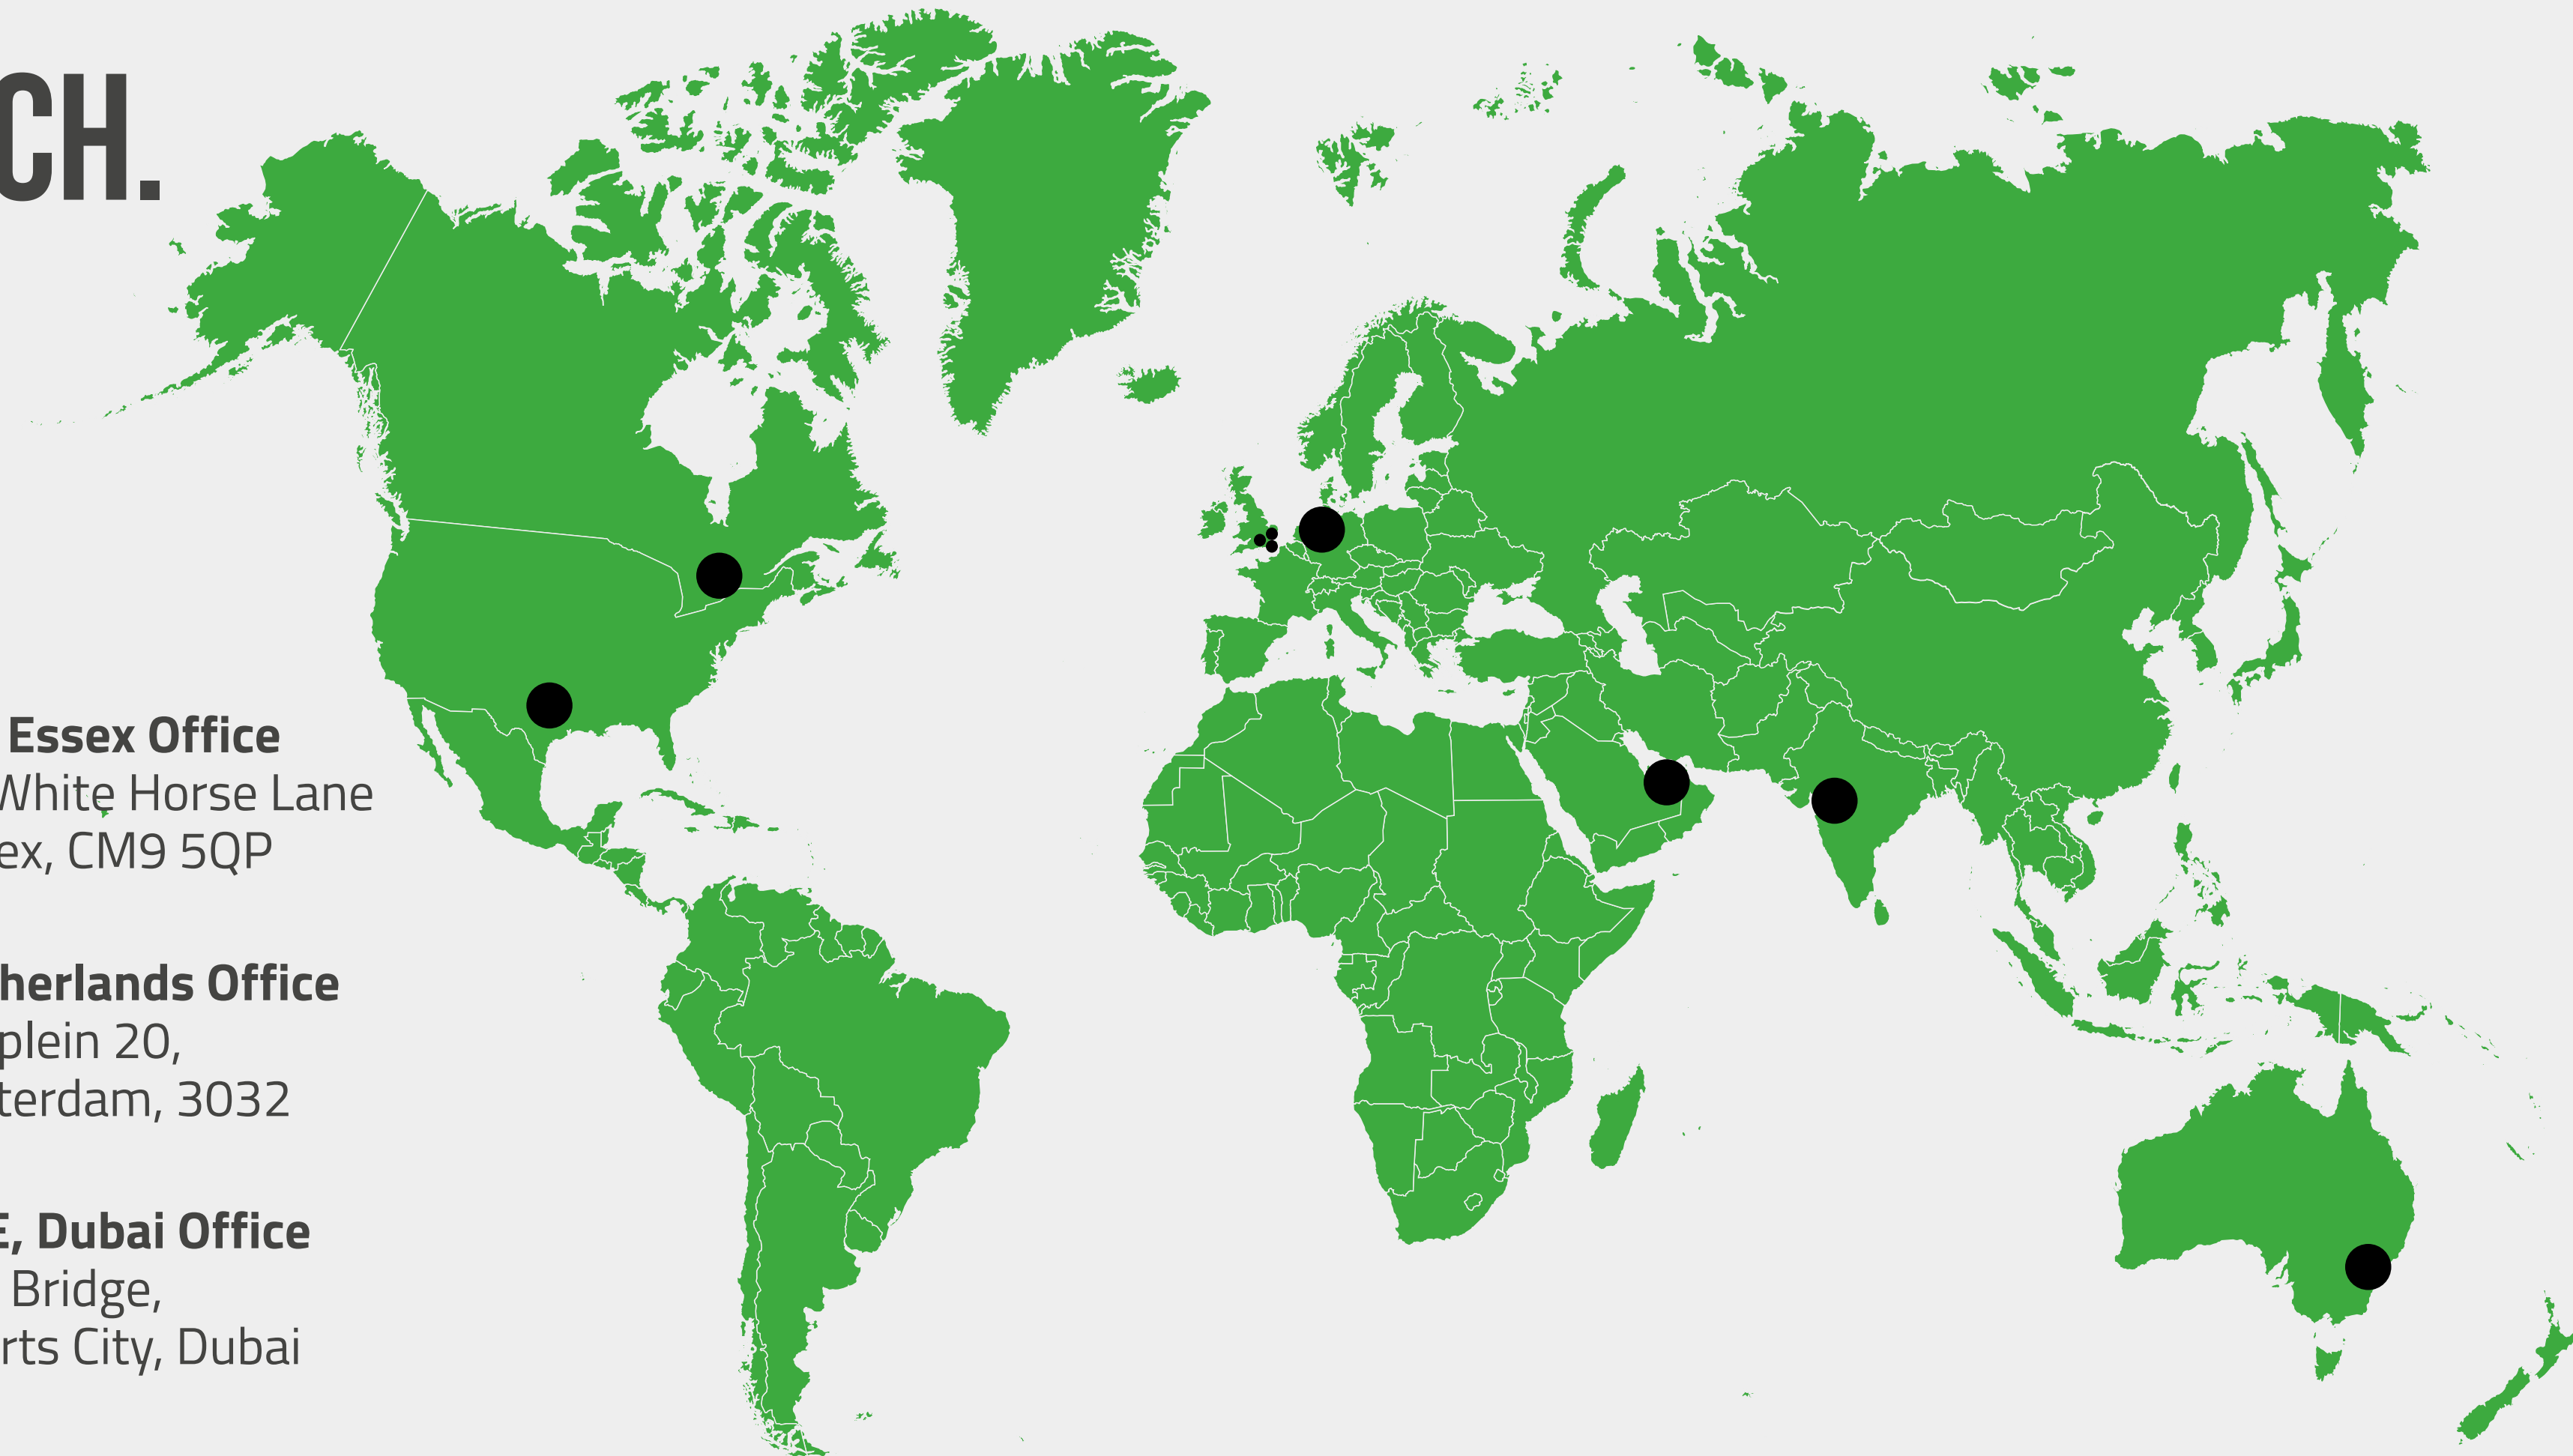 CH.
Essex Office
White Horse Lane
ex, CM9 5QP
herlands Office
plein 20,
terdam, 3032
E, Dubai Office
Bridge,
rts City, Dubai